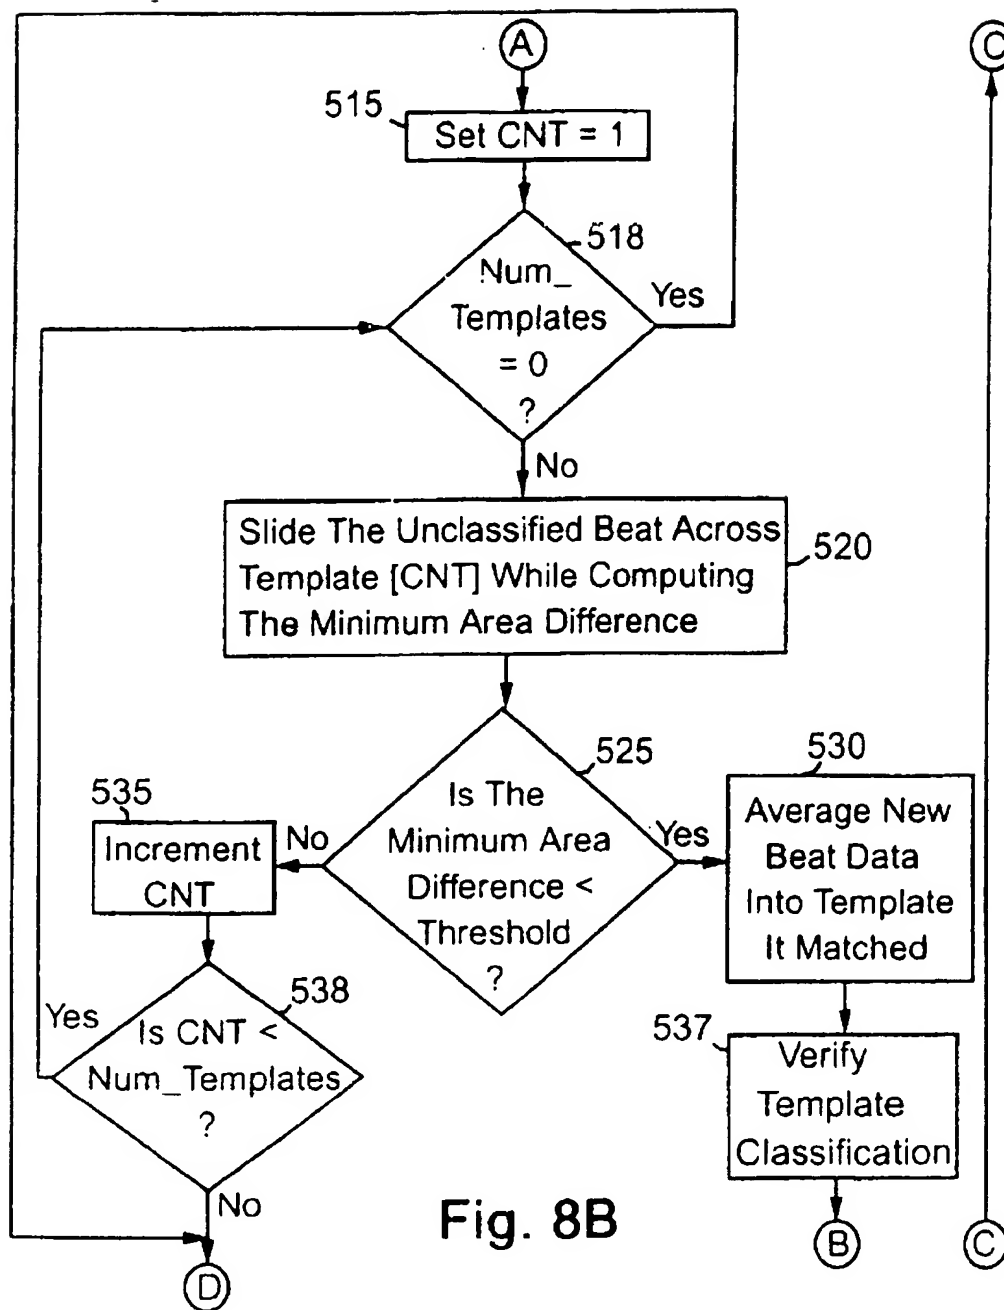 A
C
515
Set CNT = 1
518
Num_
Templates
= 0
?
Yes
No
Slide The Unclassified Beat Across
Template [CNT] While Computing
The Minimum Area Difference
520
525
Is The
Minimum Area
Difference <
Threshold
?
No
Yes
535
Increment
CNT
530
Average New
Beat Data
Into Template
It Matched
538
Is CNT <
Num_Templates
?
Yes
No
537
Verify
Template
Classification
Fig. 8B
B
C
D